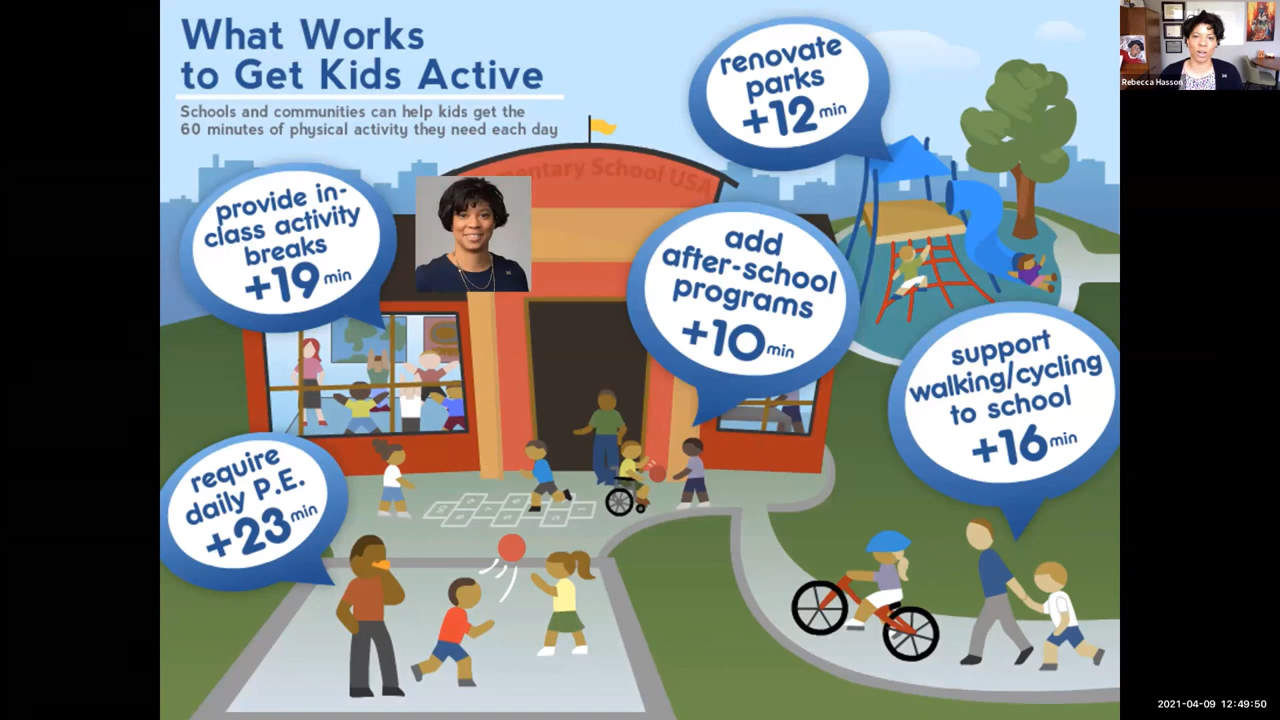 What Works
to Get Kids Active
Schools and communities can help kids get the
60 minutes of physical activity they need each day
renovate
parks
+12 min
Rebecca Hasson
mentary School USA
provide in-
class activity
breaks
+19 min
add
after-school
programs
+10 min
support
walking/cycling
to school
+16 min
require
daily P.E.
+23 min
2021-04-09 12:49:50